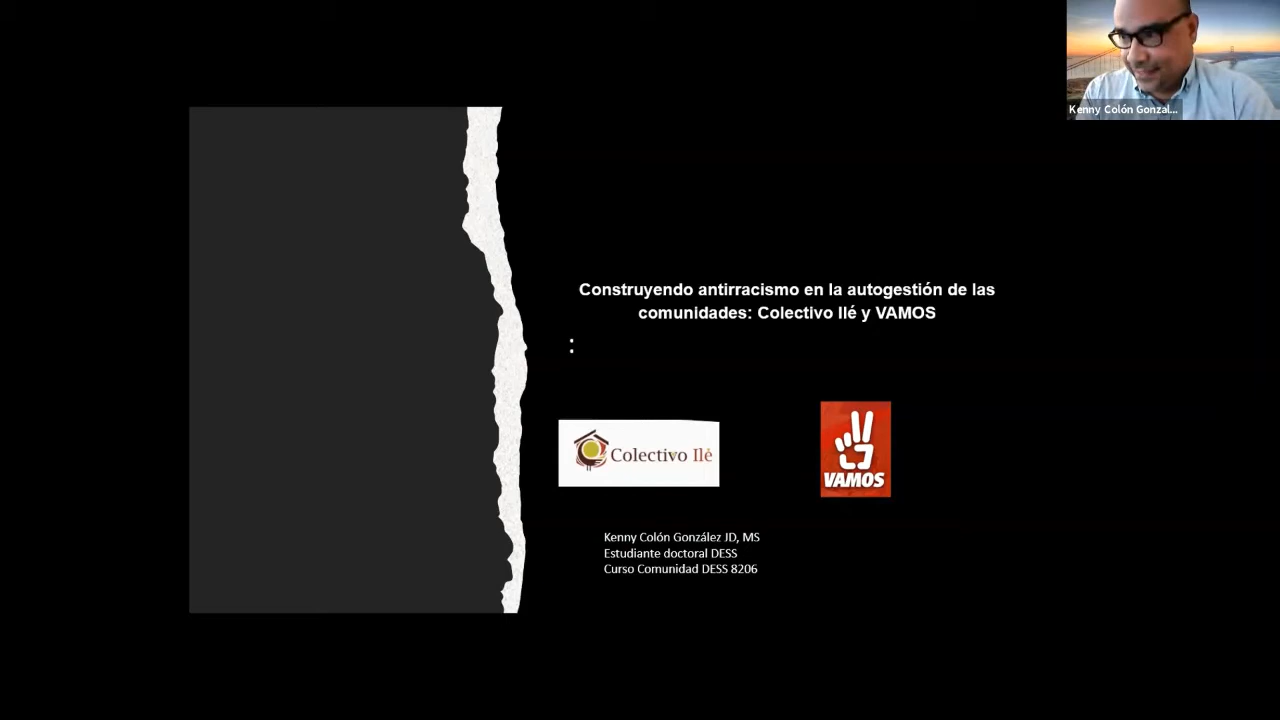 Kenny Colón Gonzal...
Construyendo antirracismo en la autogestión de las
comunidades: Colectivo Ilé y VAMOS
:
Colectivo Ilé
VAMOS
Kenny Colón González JD, MS
Estudiante doctoral DESS
Curso Comunidad DESS 8206